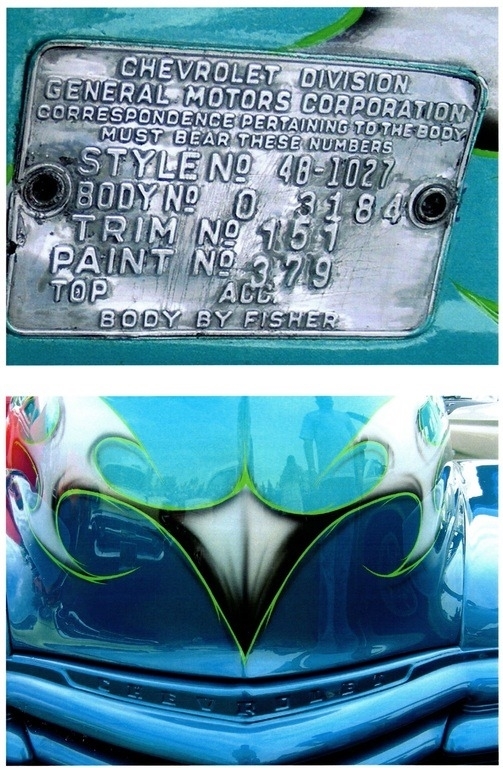 CHEVROLET DIVISION
GENERAL MOTORS CORPORATION
CORRESPONDENCE PERTAINING TO THE BODY
MUST BEAR THESE NUMBERS
STYLE Nº 48-1027
BODY Nº 0 3184
TRIM Nº 151
PAINT Nº 379
TOP ACC.
BODY BY FISHER
CHEVROLET